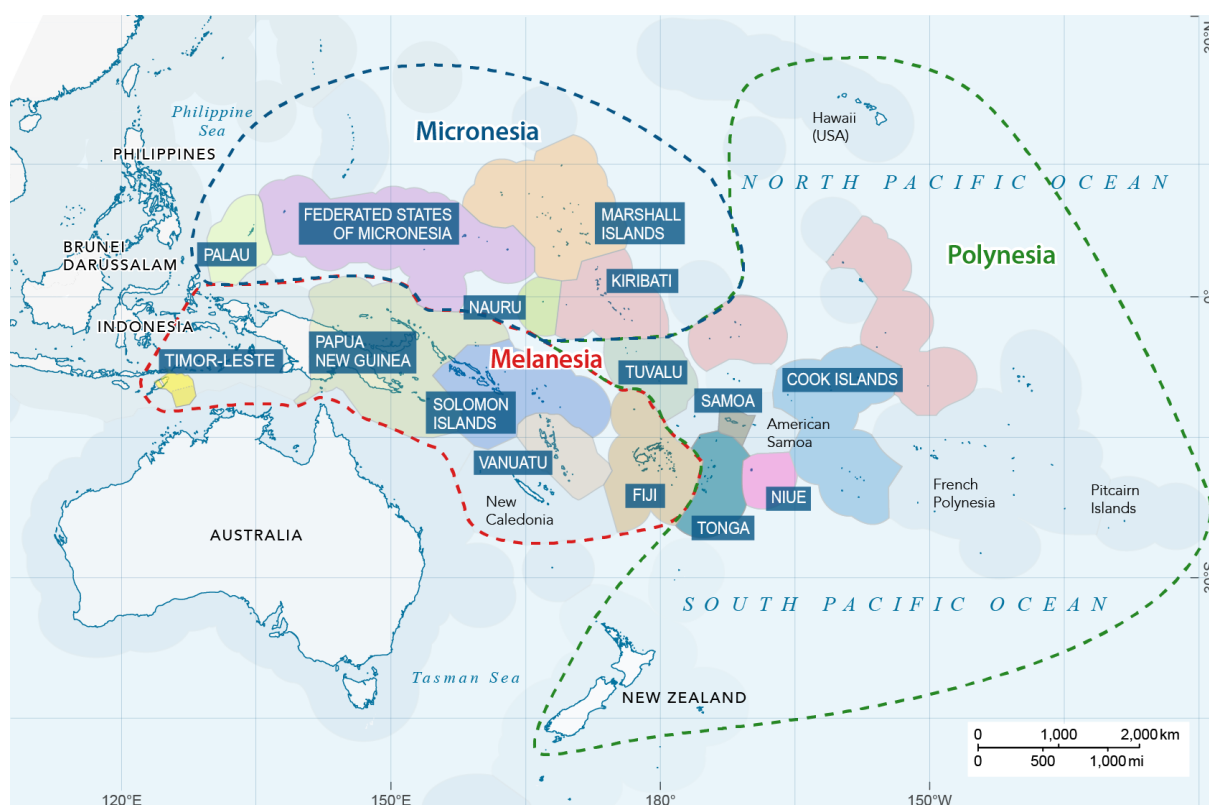 30°N
Philippine
Sea
Micronesia
Hawaii
(USA)
PHILIPPINES
NORTH PACIFIC OCEAN
FEDERATED STATES
OF MICRONESIA
MARSHALL
ISLANDS
BRUNEI
DARUSSALAM
PALAU
Polynesia
KIRIBATI
0°
NAURU
INDONESIA
PAPUA
NEW GUINEA
TIMOR-LESTE
Melanesia
TUVALU
COOK ISLANDS
SOLOMON
ISLANDS
SAMOA
American
Samoa
VANUATU
FIJI
NIUE
French
Polynesia
Pitcairn
Islands
New
Caledonia
TONGA
AUSTRALIA
30°S
SOUTH PACIFIC OCEAN
Tasman Sea
NEW ZEALAND
0 1,000 2,000 km
0 500 1,000 mi
120°E
150°E
180°
150°W